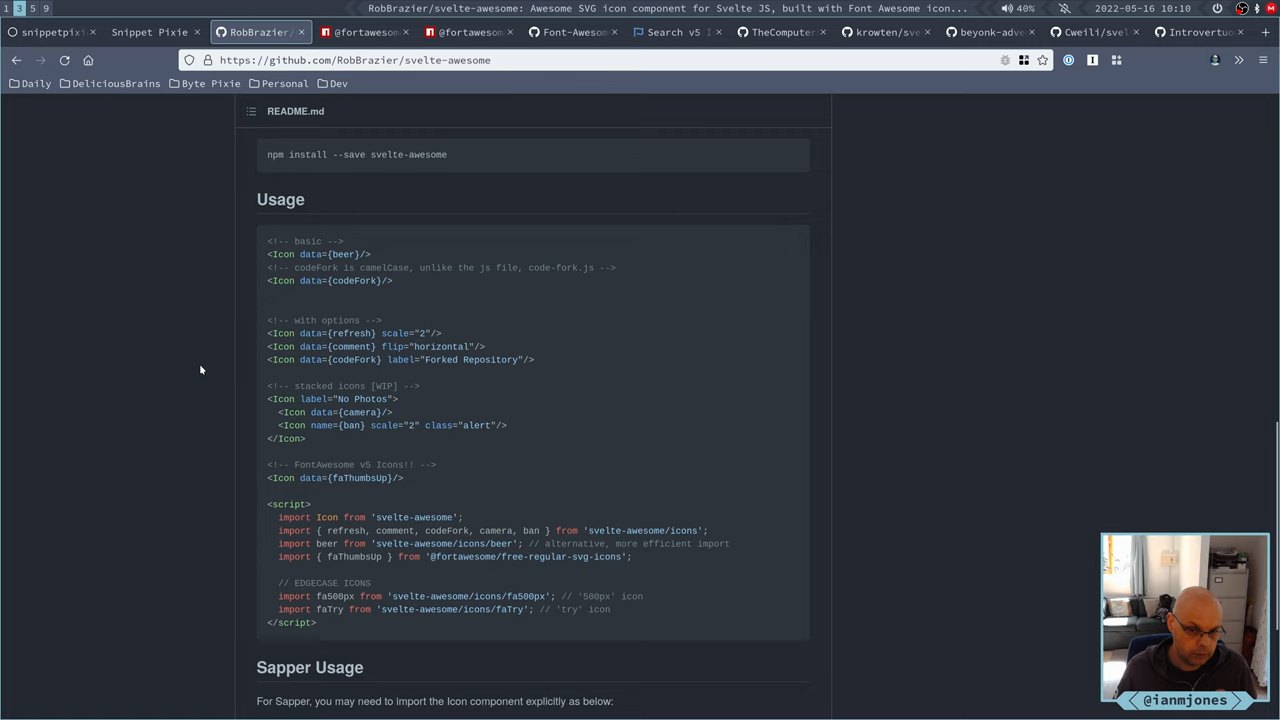 1 3 5 9
RobBrazier/svelte-awesome: Awesome SVG icon component for Svelte JS, built with Font Awesome icon...
40%
2022-05-16 10:10
snippetpixi
Snippet Pixie
RobBrazier/
@fortawesom
@fortawesom
Font-Awesom
Search v5 I
TheComputer
krowten/sve
beyonk-adve
Cweili/svel
Introvertuo
https://github.com/RobBrazier/svelte-awesome
Daily
DeliciousBrains
Byte Pixie
Personal
Dev
README.md
npm install --save svelte-awesome
Usage
<!-- basic -->
<Icon data={beer}/>
<!-- codeFork is camelCase, unlike the js file, code-fork.js -->
<Icon data={codeFork}/>
<!-- with options -->
<Icon data={refresh} scale="2"/>
<Icon data={comment} flip="horizontal"/>
<Icon data={codeFork} label="Forked Repository"/>
<!-- stacked icons [WIP] -->
<Icon label="No Photos">
<Icon data={camera}/>
<Icon name={ban} scale="2" class="alert"/>
</Icon>
<!-- FontAwesome v5 Icons!! -->
<Icon data={faThumbsUp}/>
<script>
import Icon from 'svelte-awesome';
import { refresh, comment, codeFork, camera, ban } from 'svelte-awesome/icons';
import beer from 'svelte-awesome/icons/beer'; // alternative, more efficient import
import { faThumbsUp } from '@fortawesome/free-regular-svg-icons';
// EDGECASE ICONS
import fa500px from 'svelte-awesome/icons/fa500px'; // '500px' icon
import faTry from 'svelte-awesome/icons/faTry'; // 'try' icon
</script>
Sapper Usage
For Sapper, you may need to import the Icon component explicitly as below:
@ianmjones